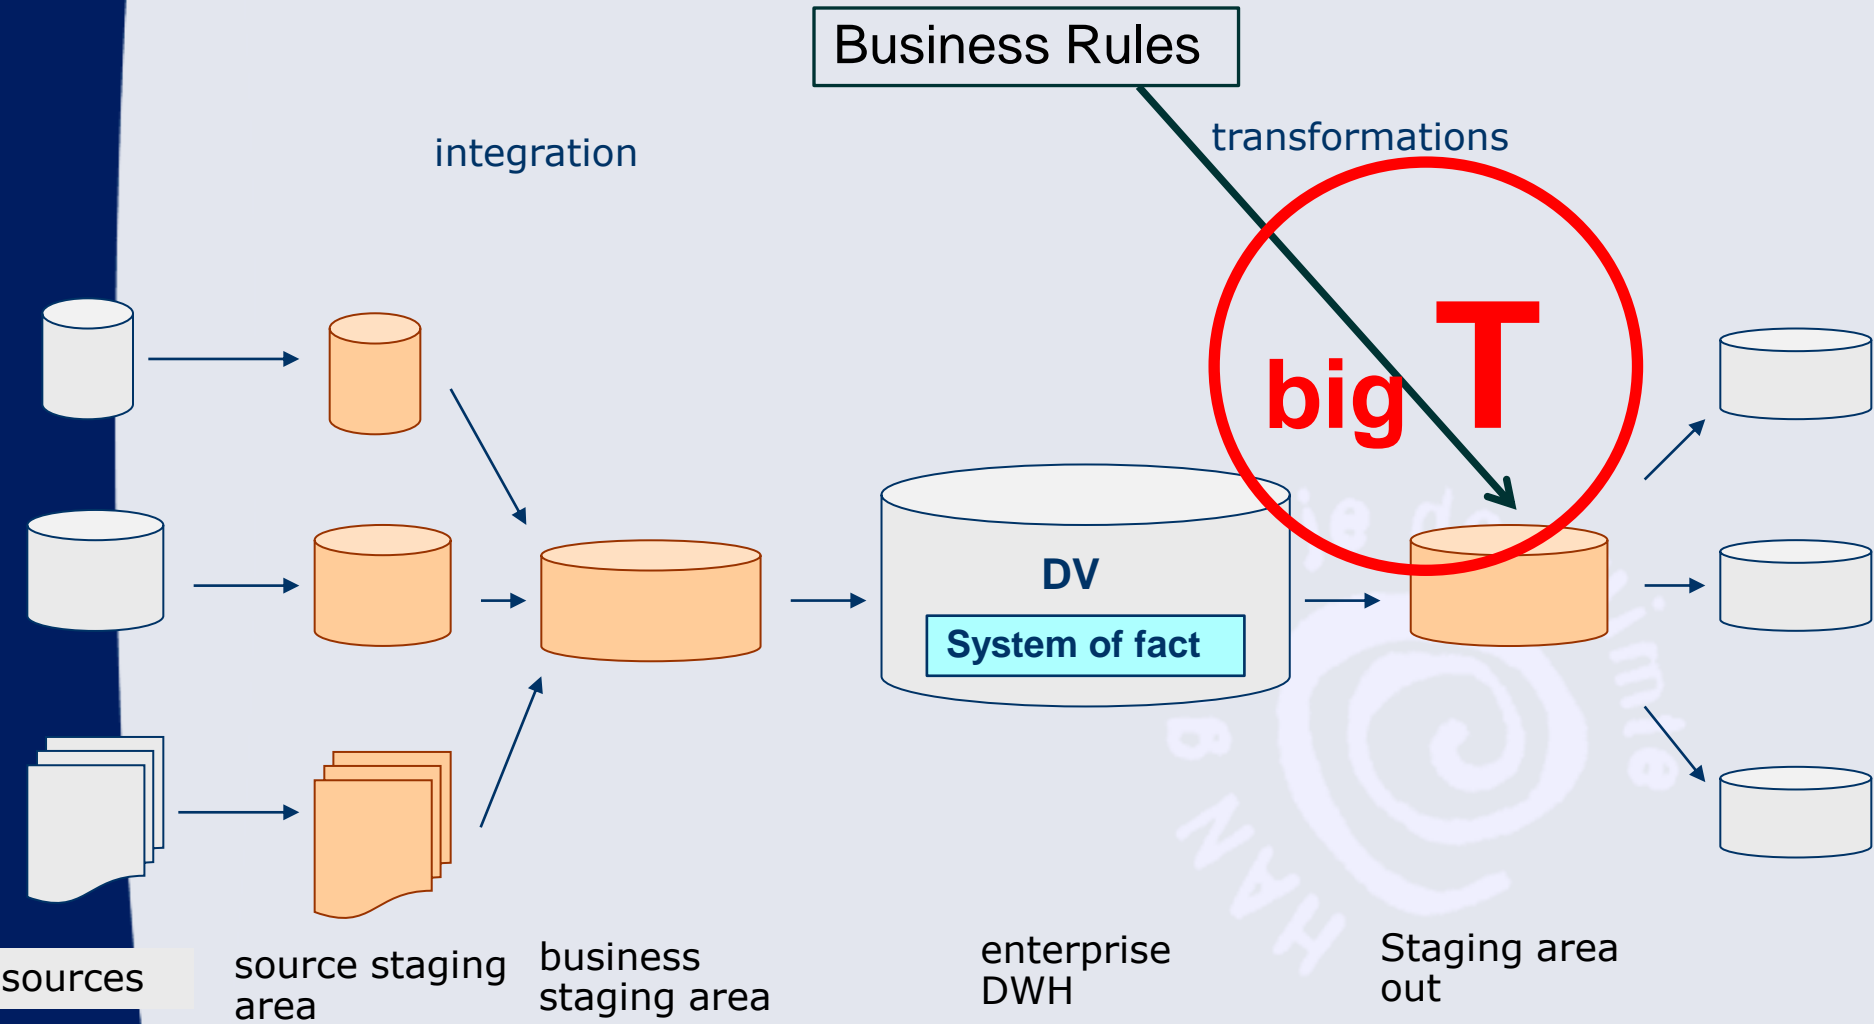 Business Rules
integration
transformations
big T
DV
System of fact
sources
source staging
area
business
staging area
enterprise
DWH
Staging area
out
HAN